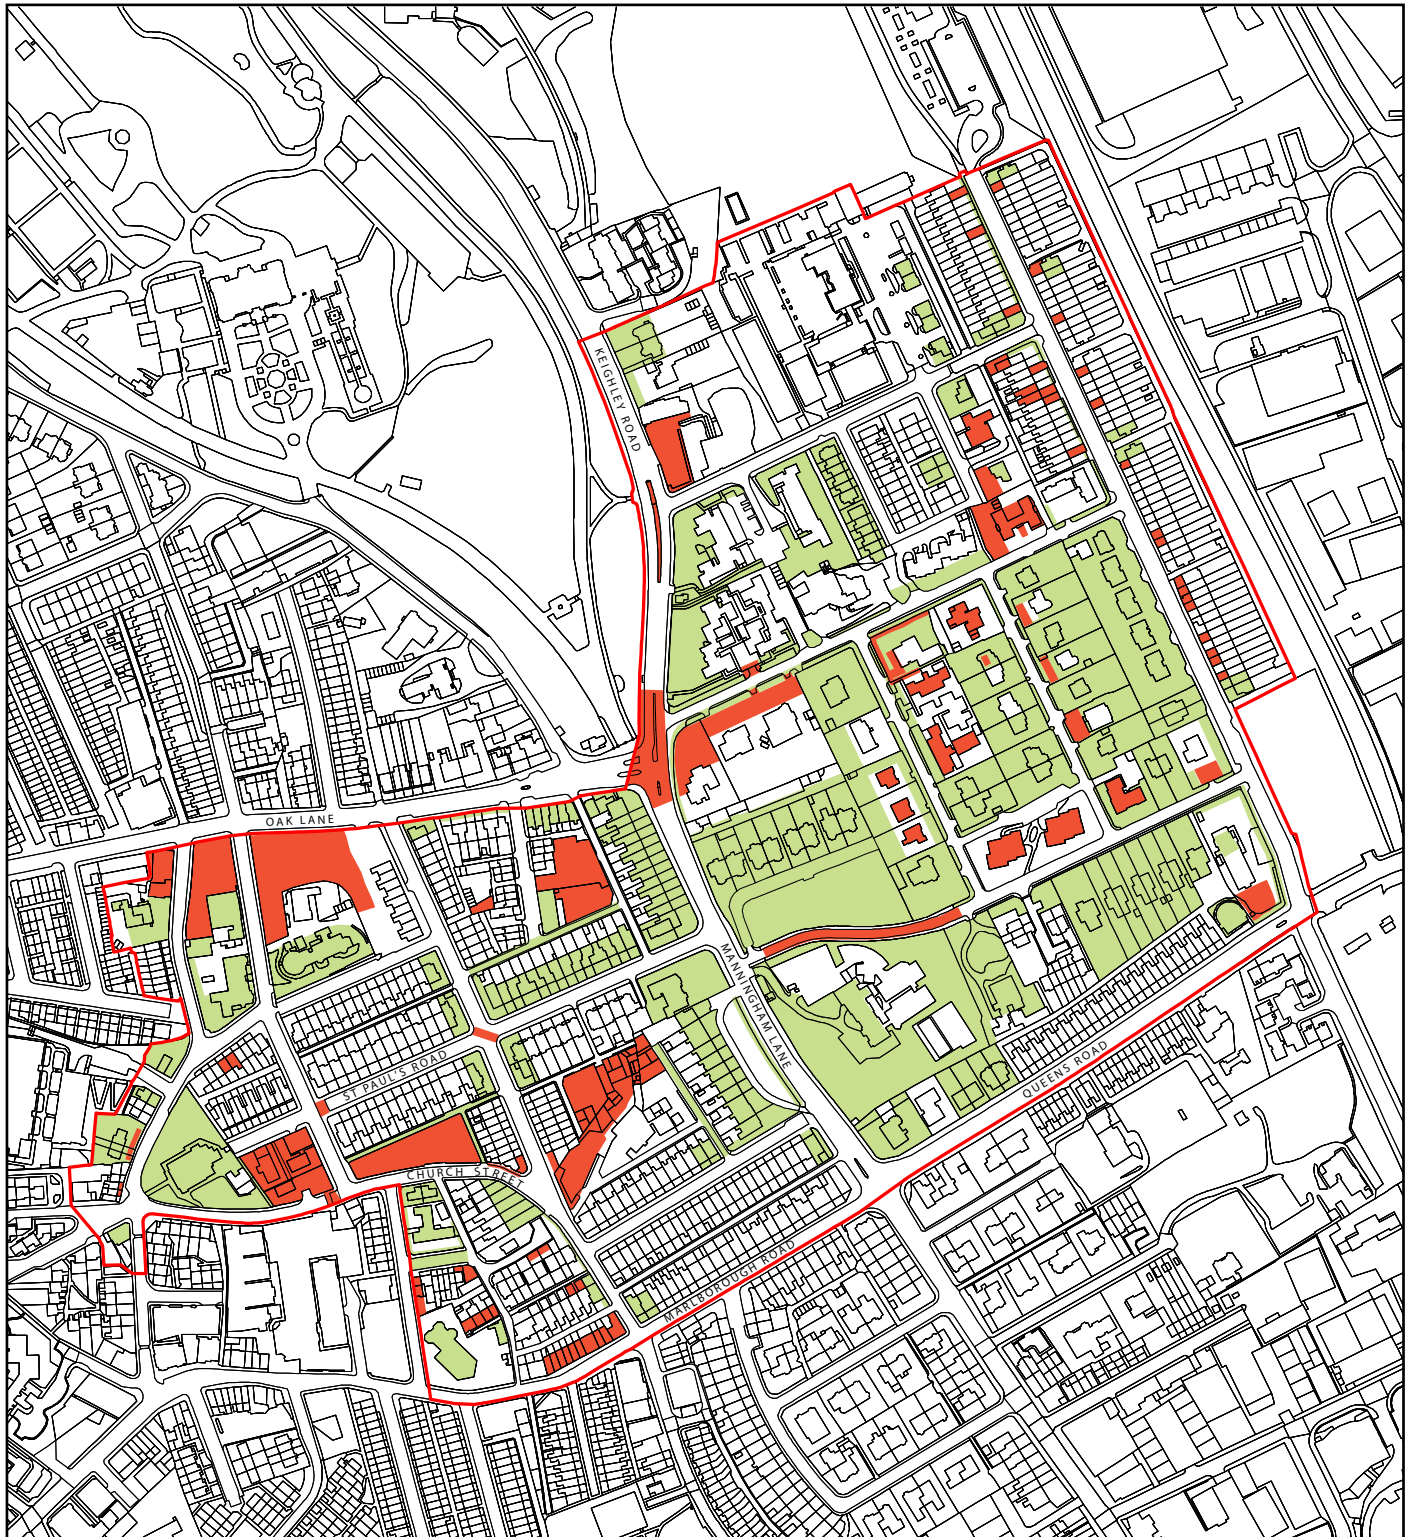 KEIGHLEY ROAD
OAK LANE
MANNINGHAM LANE
ST PAUL'S ROAD
QUEENS ROAD
CHURCH STREET
MARLBOROUGH ROAD